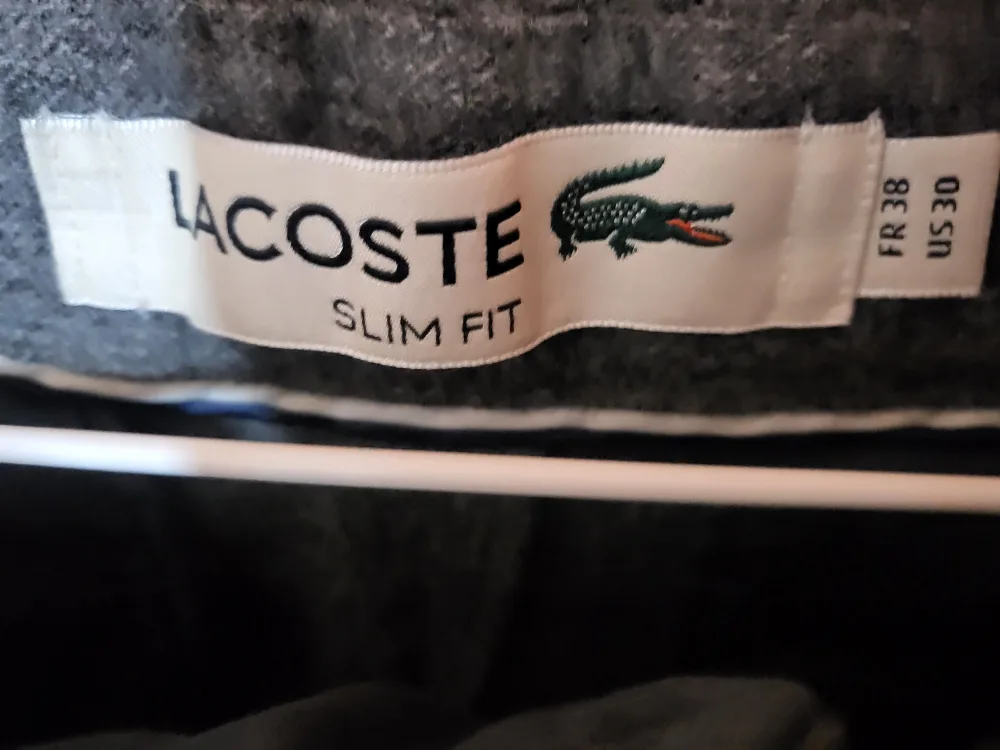 LACOSTE
SLIM FIT
FR 38
US 30